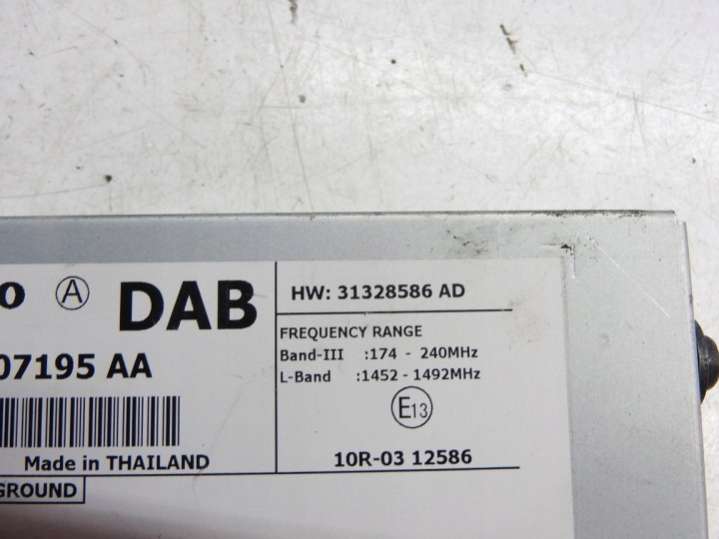 A DAB
07195 AA
Made in THAILAND
GROUND
HW: 31328586 AD
FREQUENCY RANGE
Band-III :174 - 240MHz
L-Band :1452 - 1492MHz
E13
10R-03 12586